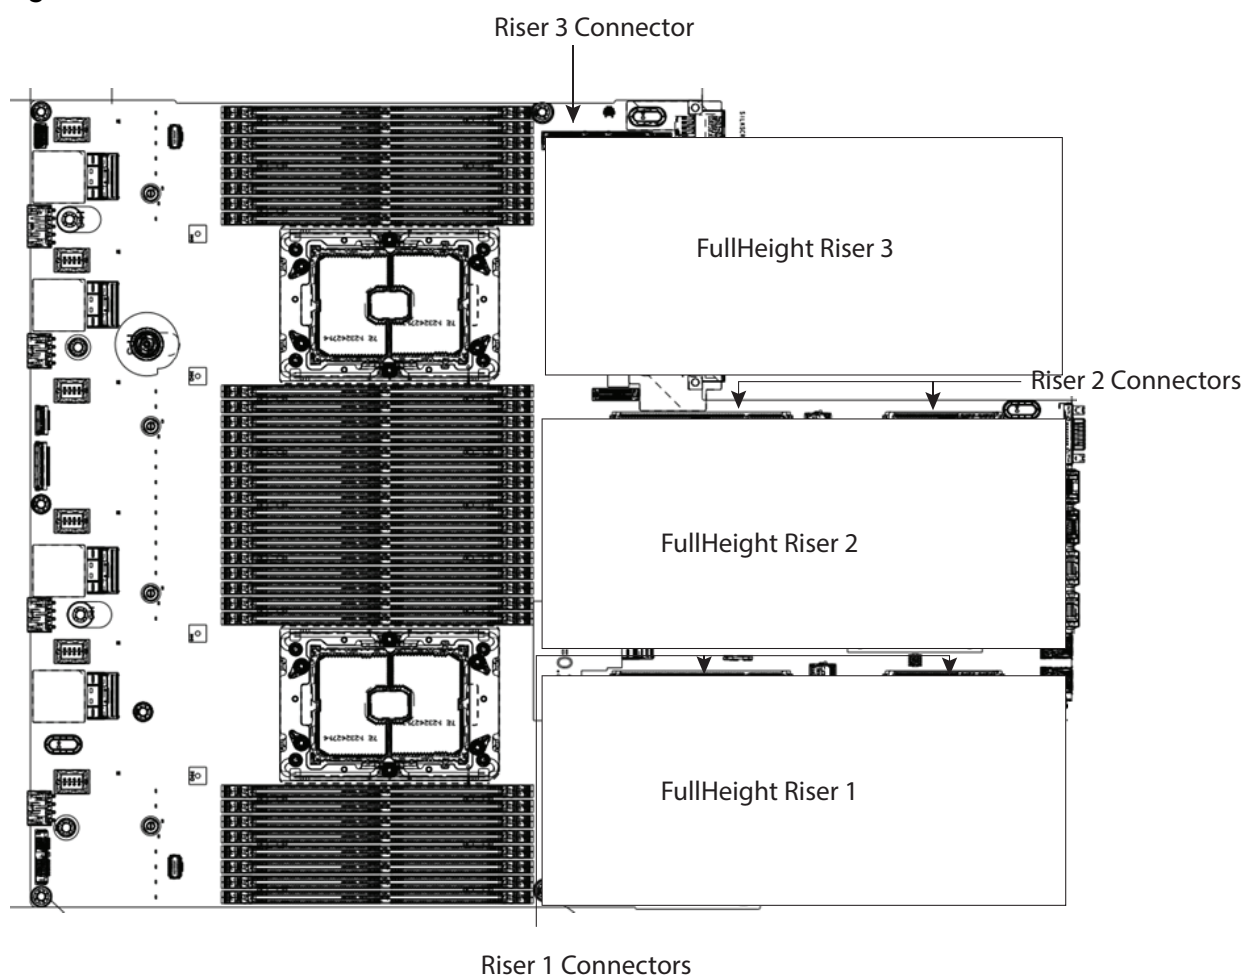 Riser 3 Connector
FullHeight Riser 3
Riser 2 Connectors
FullHeight Riser 2
FullHeight Riser 1
Riser 1 Connectors